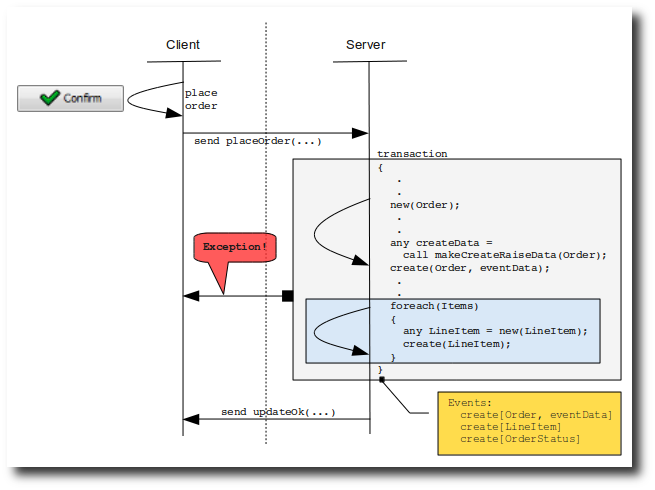 Client
Server
Confirm
place
order
send placeOrder(...)
transaction
{
.
.
new(Order);
.
.
any createData =
call makeCreateRaiseData(Order);
create(Order, eventData);
.
.
Exception!
foreach(Items)
{
any LineItem = new(LineItem);
create(LineItem);
}
}
send updateOk(...)
Events:
create[Order, eventData]
create[LineItem]
create[OrderStatus]